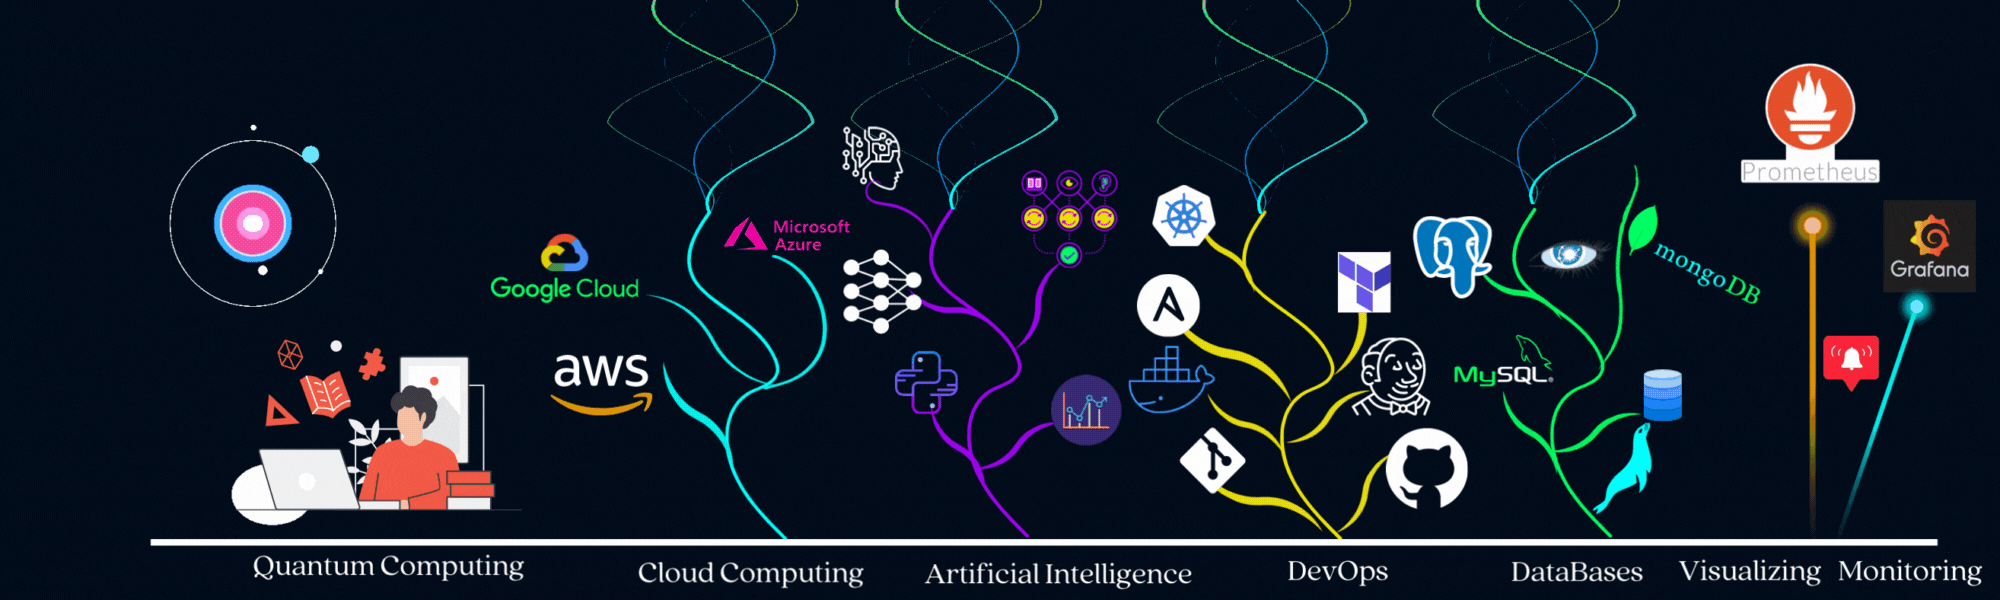 Prometheus
Microsoft
Azure
Google Cloud
mongoDB
Grafana
aws
MySQL®
Quantum Computing
Cloud Computing
Artificial Intelligence
DevOps
DataBases
Visualizing
Monitoring